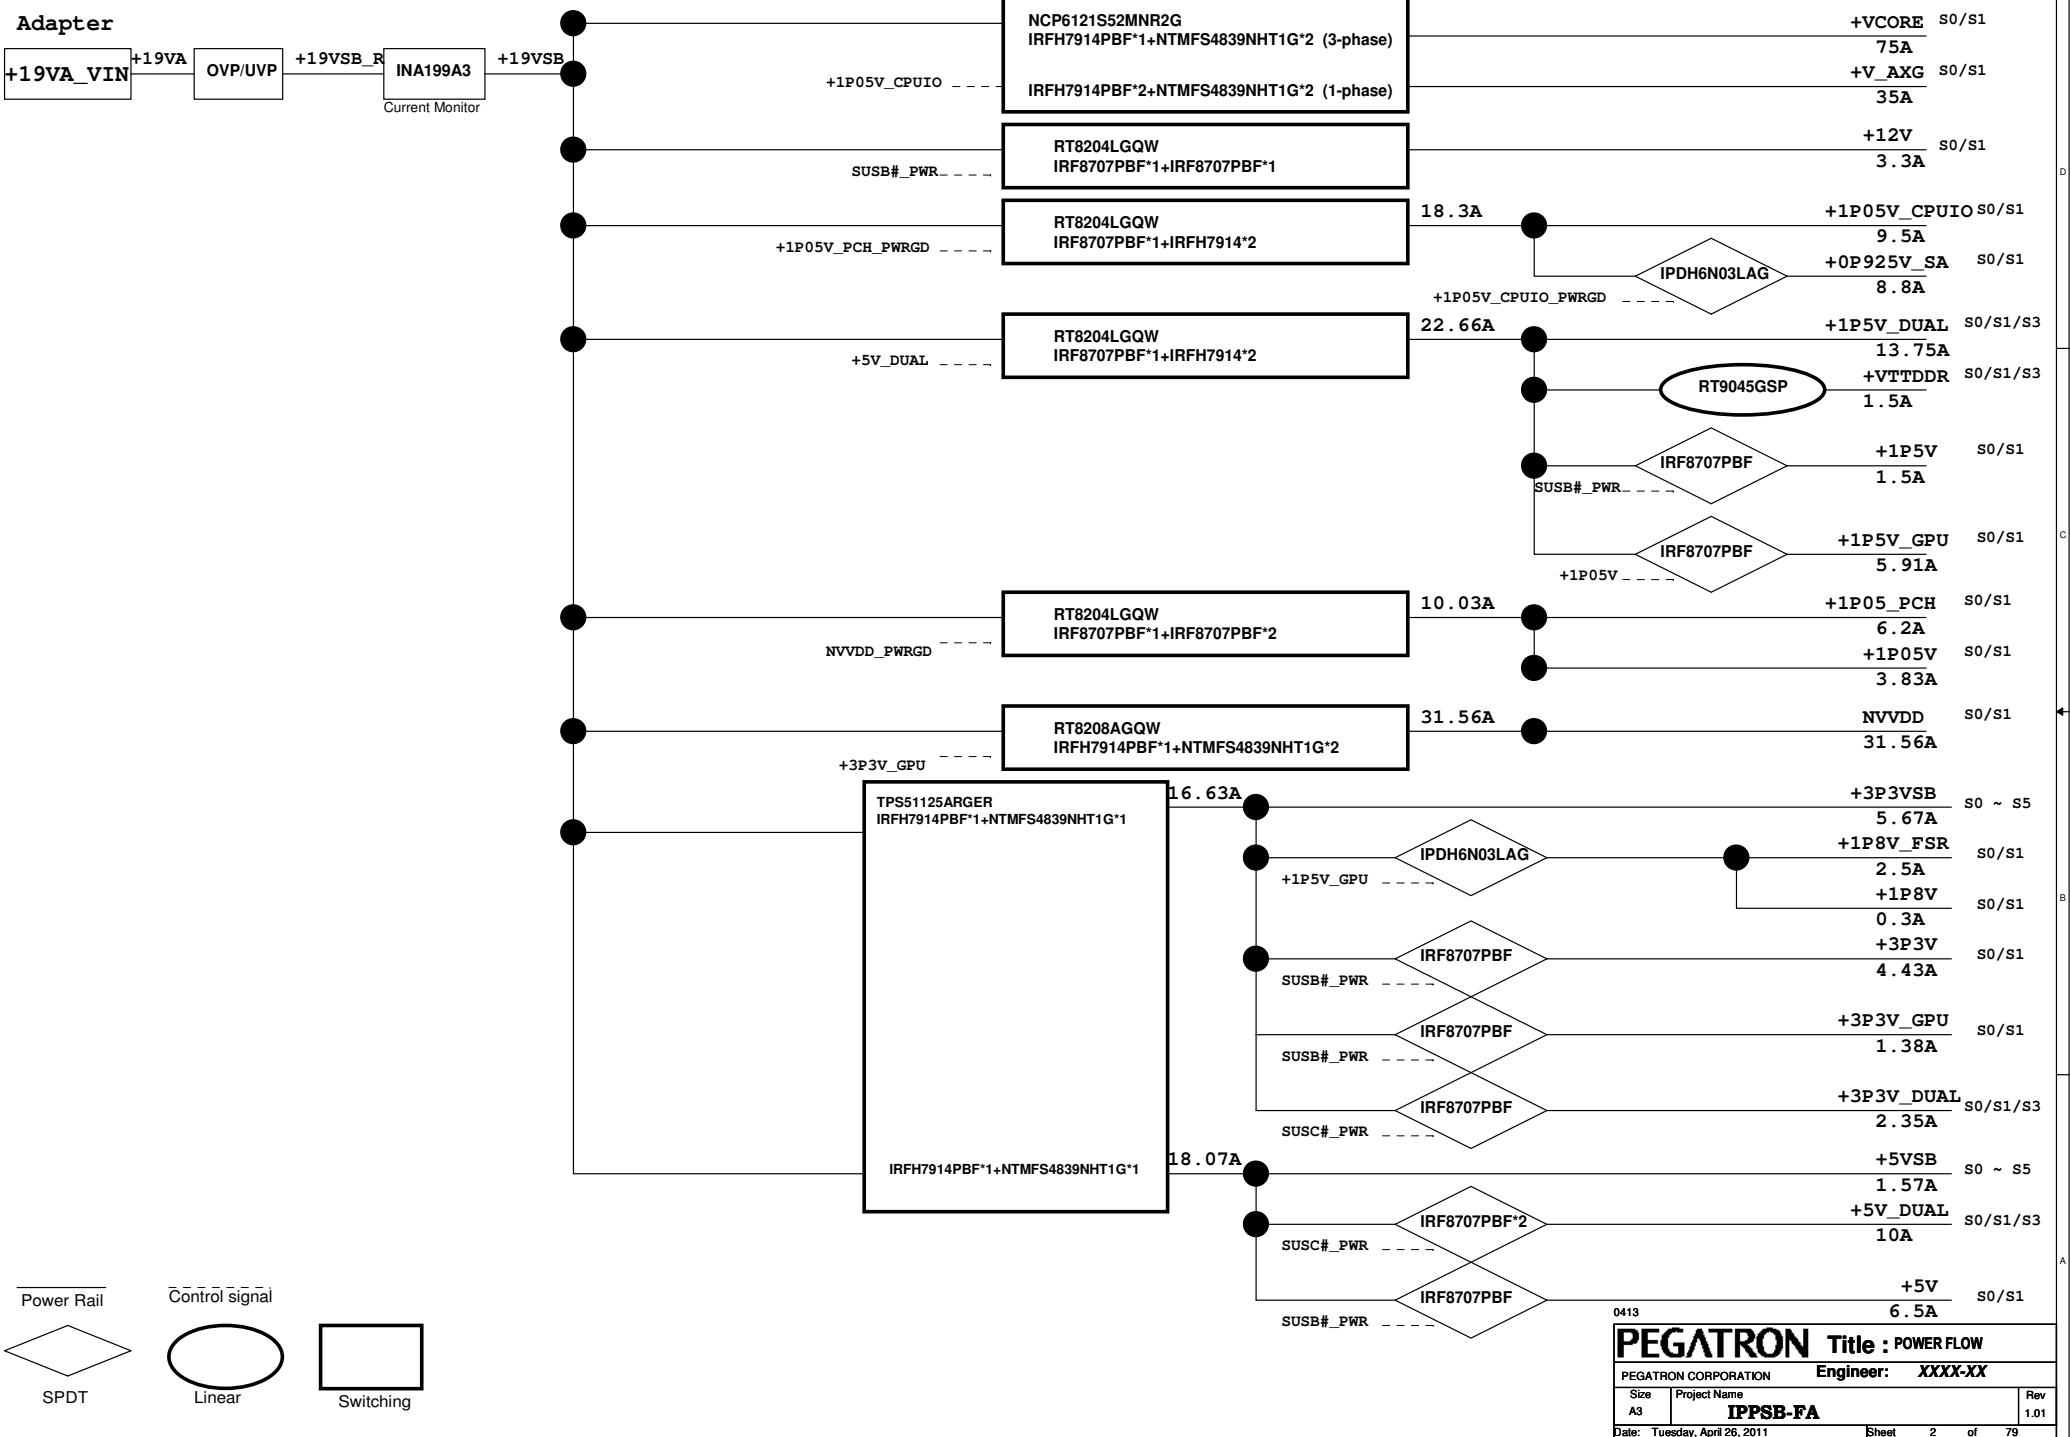 Adapter
+19VA_VIN
+19VA
OVP/UVP
+19VSB_R
INA199A3
Current Monitor
+19VSB
NCP6121S52MNR2G
IRFH7914PBF*1+NTMFS4839NHT1G*2 (3-phase)
+VCORE S0/S1
75A
+1P05V_CPUIO
IRFH7914PBF*2+NTMFS4839NHT1G*2 (1-phase)
+V_AXG S0/S1
35A
RT8204LGQW
IRF8707PBF*1+IRF8707PBF*1
SUSB#_PWR
+12V S0/S1
3.3A
D
RT8204LGQW
IRF8707PBF*1+IRFH7914*2
+1P05V_PCH_PWRGD
18.3A
+1P05V_CPUIO S0/S1
9.5A
IPDH6N03LAG
+1P05V_CPUIO_PWRGD
+0P925V_SA S0/S1
8.8A
RT8204LGQW
IRF8707PBF*1+IRFH7914*2
+5V_DUAL
22.66A
+1P5V_DUAL S0/S1/S3
13.75A
RT9045GSP
+VTTDDR S0/S1/S3
1.5A
IRF8707PBF
SUSB#_PWR
+1P5V S0/S1
1.5A
IRF8707PBF
+1P05V
+1P5V_GPU S0/S1
5.91A
C
RT8204LGQW
IRF8707PBF*1+IRF8707PBF*2
NVVDD_PWRGD
10.03A
+1P05_PCH S0/S1
6.2A
+1P05V S0/S1
3.83A
RT8208AGQW
IRFH7914PBF*1+NTMFS4839NHT1G*2
+3P3V_GPU
31.56A
NVVDD S0/S1
31.56A
TPS51125ARGER
IRFH7914PBF*1+NTMFS4839NHT1G*1
16.63A
+3P3VSB S0 ~ S5
5.67A
IPDH6N03LAG
+1P5V_GPU
+1P8V_FSR S0/S1
2.5A
+1P8V S0/S1
0.3A
B
IRF8707PBF
SUSB#_PWR
+3P3V S0/S1
4.43A
IRF8707PBF
SUSB#_PWR
+3P3V_GPU S0/S1
1.38A
IRF8707PBF
SUSC#_PWR
+3P3V_DUAL S0/S1/S3
2.35A
IRFH7914PBF*1+NTMFS4839NHT1G*1
18.07A
+5VSB S0 ~ S5
1.57A
IRF8707PBF*2
SUSC#_PWR
+5V_DUAL S0/S1/S3
10A
A
IRF8707PBF
SUSB#_PWR
+5V S0/S1
6.5A
Power Rail
Control signal
SPDT
Linear
Switching
0413
PEGATRON Title : POWER FLOW
PEGATRON CORPORATION Engineer: XXXX-XX
Size Project Name Rev
A3 IPPSB-FA 1.01
Date: Tuesday, April 26, 2011 Sheet 2 of 79